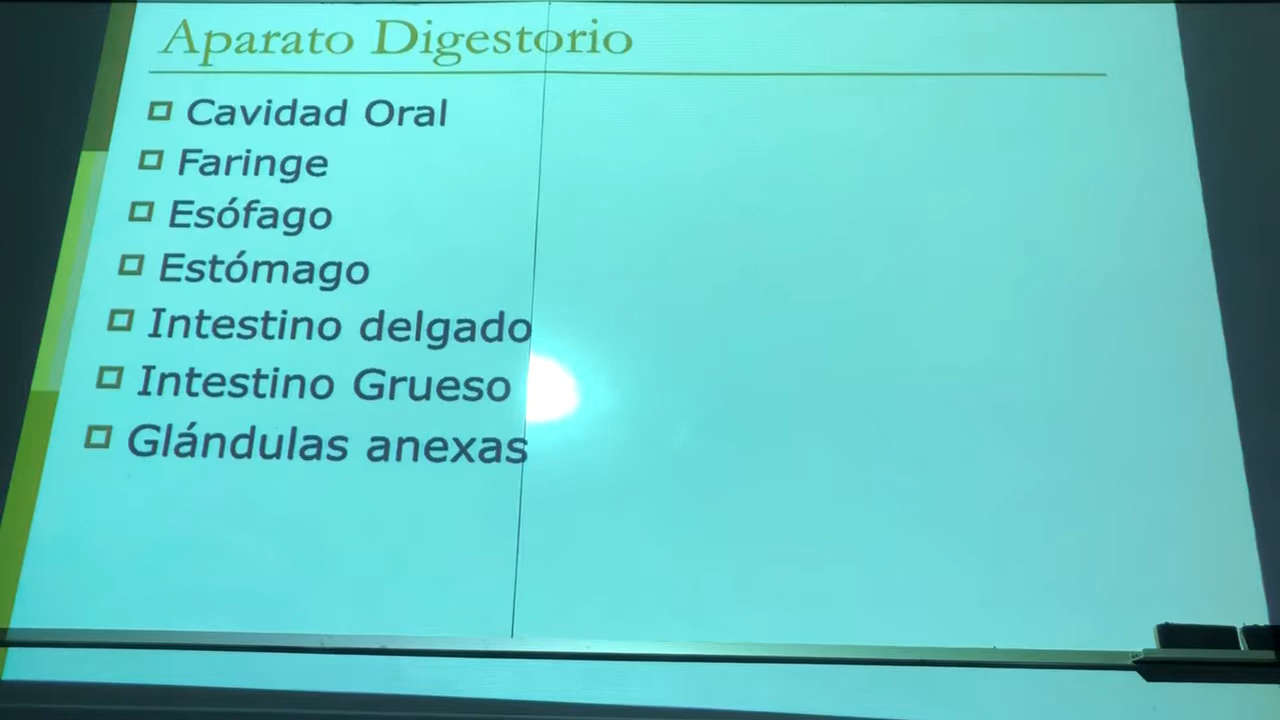 Aparato Digestorio
Cavidad Oral
Faringe
Esófago
Estómago
Intestino delgado
Intestino Grueso
Glándulas anexas